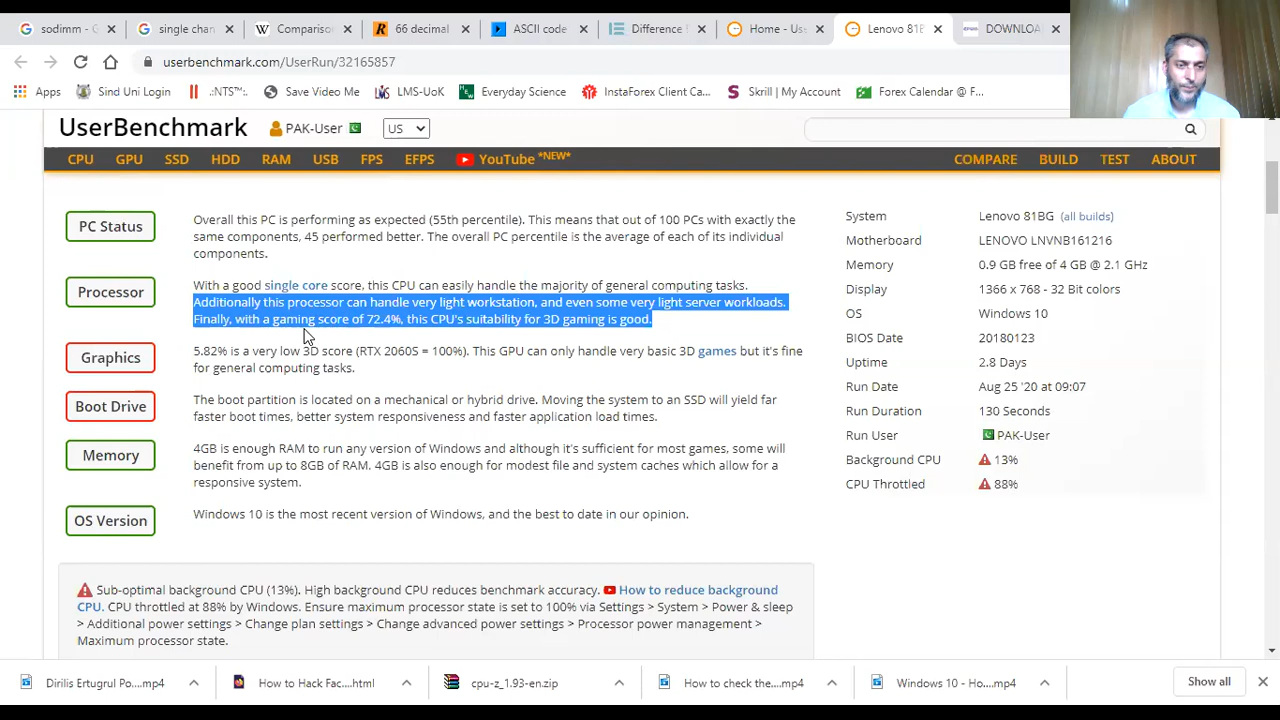 sodimm - G
single chan
Comparison
66 decimal
ASCII code
Difference
Home - Use
Lenovo 81B
DOWNLOA
userbenchmark.com/UserRun/32165857
Apps
Sind Uni Login
.:NTS™:.
Save Video Me
LMS-UoK
Everyday Science
InstaForex Client Ca...
Skrill | My Account
Forex Calendar @ F...
UserBenchmark
PAK-User
US
CPU GPU SSD HDD RAM USB FPS EFPS YouTube *NEW* COMPARE BUILD TEST ABOUT
PC Status
Overall this PC is performing as expected (55th percentile). This means that out of 100 PCs with exactly the
same components, 45 performed better. The overall PC percentile is the average of each of its individual
components.
Processor
With a good single core score, this CPU can easily handle the majority of general computing tasks.
Additionally this processor can handle very light workstation, and even some very light server workloads.
Finally, with a gaming score of 72.4%, this CPU's suitability for 3D gaming is good.
Graphics
5.82% is a very low 3D score (RTX 2060S = 100%). This GPU can only handle very basic 3D games but it's fine
for general computing tasks.
Boot Drive
The boot partition is located on a mechanical or hybrid drive. Moving the system to an SSD will yield far
faster boot times, better system responsiveness and faster application load times.
Memory
4GB is enough RAM to run any version of Windows and although it's sufficient for most games, some will
benefit from up to 8GB of RAM. 4GB is also enough for modest file and system caches which allow for a
responsive system.
OS Version
Windows 10 is the most recent version of Windows, and the best to date in our opinion.
System Lenovo 81BG (all builds)
Motherboard LENOVO LNVNB161216
Memory 0.9 GB free of 4 GB @ 2.1 GHz
Display 1366 x 768 - 32 Bit colors
OS Windows 10
BIOS Date 20180123
Uptime 2.8 Days
Run Date Aug 25 '20 at 09:07
Run Duration 130 Seconds
Run User PAK-User
Background CPU 13%
CPU Throttled 88%
Sub-optimal background CPU (13%). High background CPU reduces benchmark accuracy. How to reduce background
CPU. CPU throttled at 88% by Windows. Ensure maximum processor state is set to 100% via Settings > System > Power & sleep
> Additional power settings > Change plan settings > Change advanced power settings > Processor power management >
Maximum processor state.
Dirilis Ertugrul Po....mp4
How to Hack Fac....html
cpu-z_1.93-en.zip
How to check the....mp4
Windows 10 - Ho....mp4
Show all